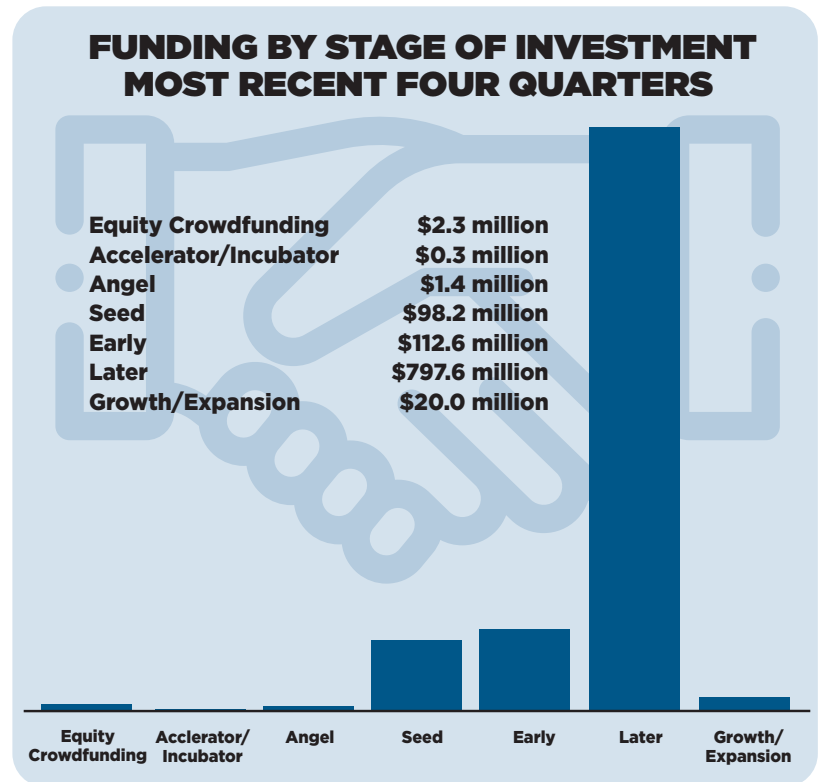 FUNDING BY STAGE OF INVESTMENT
MOST RECENT FOUR QUARTERS
Equity Crowdfunding $2.3 million
Accelerator/Incubator $0.3 million
Angel $1.4 million
Seed $98.2 million
Early $112.6 million
Later $797.6 million
Growth/Expansion $20.0 million
Equity
Crowdfunding
Acclerator/
Incubator
Angel
Seed
Early
Later
Growth/
Expansion